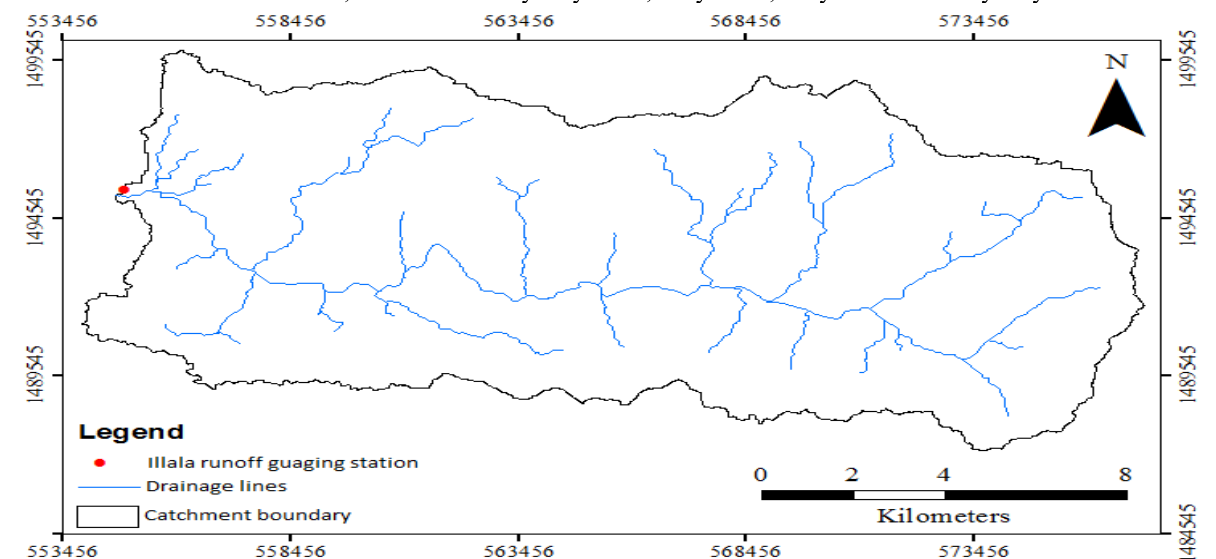 553456 558456 563456 568456 573456
1499545 1499545
N
1494545 1494545
1489545 1489545
Legend
Illala runoff guaging station
Drainage lines
Catchment boundary
0 2 4 8
Kilometers
1484545
553456 558456 563456 568456 573456